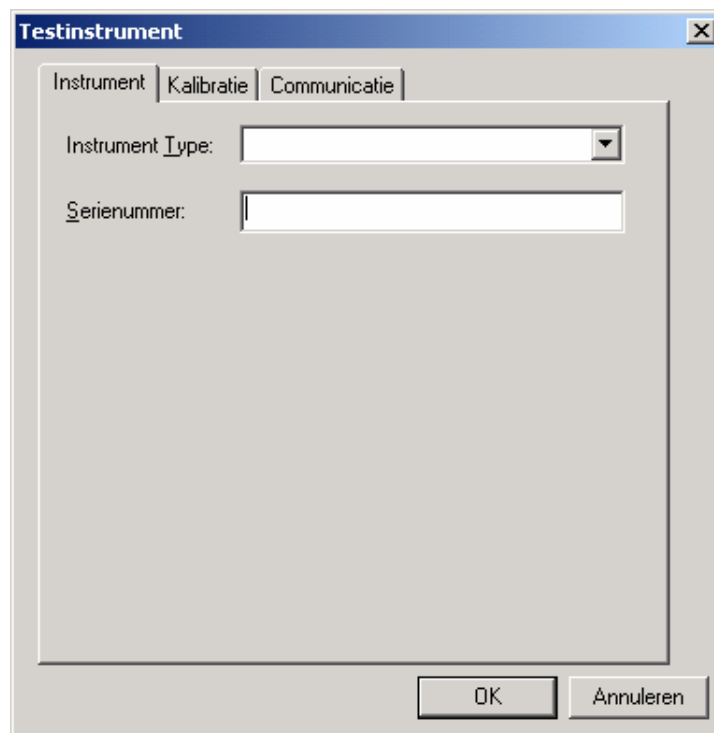 Testinstrument
Instrument Kalibratie Communicatie
Instrument Type:
Serienummer:
OK Annuleren